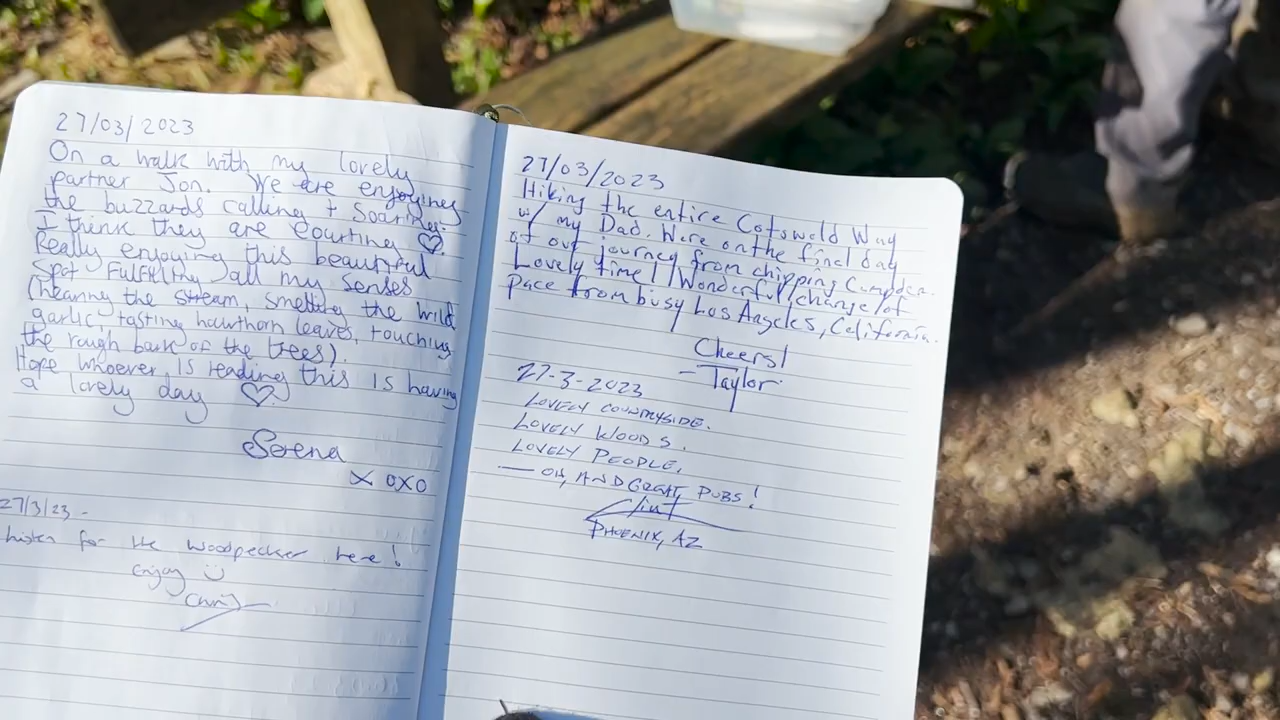 27/03/2023
On a walk with my lovely
partner Jon. We are enjoying
the buzzards calling + soaring.
I think they are courting ♡
Really enjoying this beautiful
spot fulfilling all my senses
(hearing the stream, smelling the wild
garlic, tasting hawthorn leaves, touching
the rough bark of the trees).
Hope whoever is reading this is having
a lovely day ♡
Serena
X OXO
27/3/23 -
Listen for the woodpecker here!
Enjoy
Chris
27/03/2023
Hiking the entire Cotswold Way
w/ my Dad. Were on the final day
of our journey from chipping Campden.
Lovely time! Wonderful change of
pace from busy Los Angeles, California.
Cheers!
- Taylor
27-3-2023
LOVELY COUNTRYSIDE.
LOVELY WOODS.
LOVELY PEOPLE.
— OH, AND GREAT PUBS!
Clint
PHOENIX, AZ